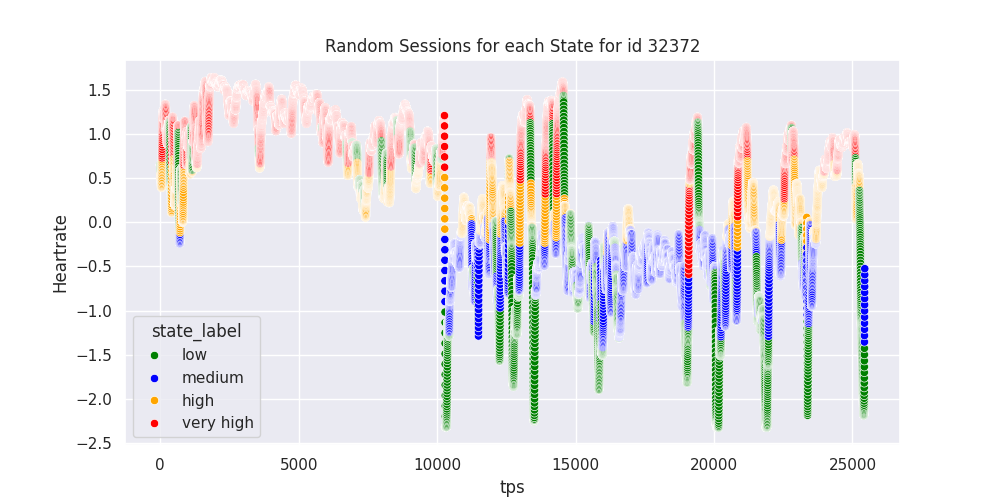 Random Sessions for each State for id 32372
Heartrate
1.5
1.0
0.5
0.0
−0.5
−1.0
−1.5
−2.0
−2.5
state_label
low
medium
high
very high
0
5000
10000
15000
20000
25000
tps